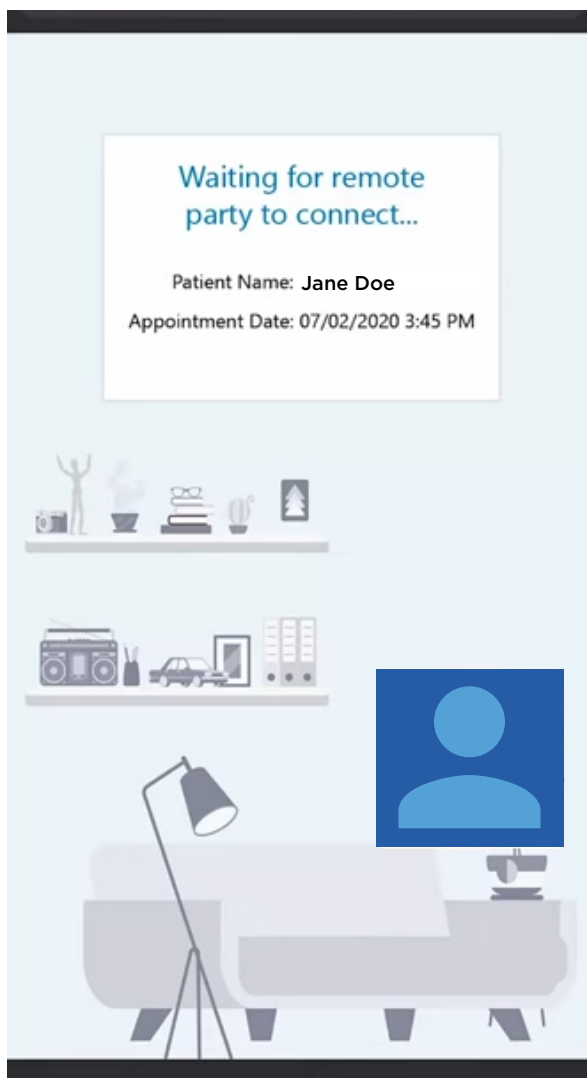 Waiting for remote
party to connect...
Patient Name: Jane Doe
Appointment Date: 07/02/2020 3:45 PM